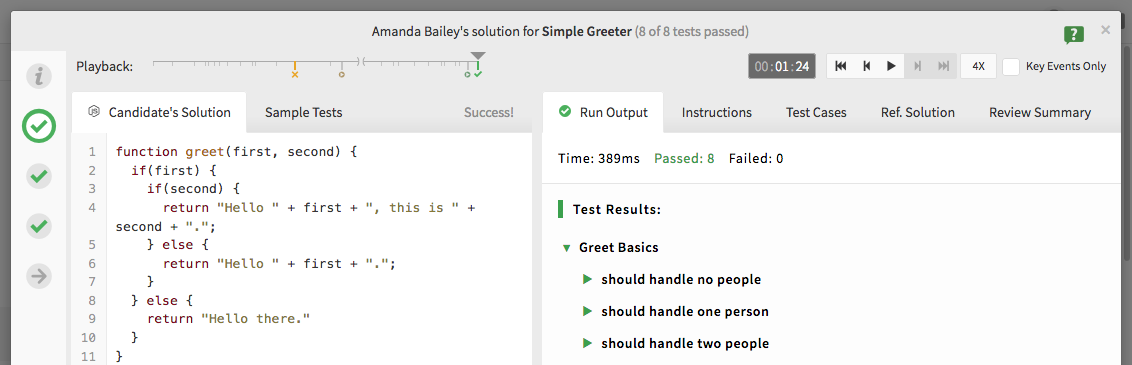 Amanda Bailey's solution for Simple Greeter (8 of 8 tests passed)
?
×
i
Playback:
00:01:24
4X
Key Events Only
JS
Candidate's Solution
Sample Tests
Success!
Run Output
Instructions
Test Cases
Ref. Solution
Review Summary
1 function greet(first, second) {
2   if(first) {
3     if(second) {
4       return "Hello " + first + ", this is " +
second + ".";
5     } else {
6       return "Hello " + first + ".";
7     }
8   } else {
9     return "Hello there."
10   }
11 }
Time: 389ms Passed: 8 Failed: 0
Test Results:
Greet Basics
should handle no people
should handle one person
should handle two people